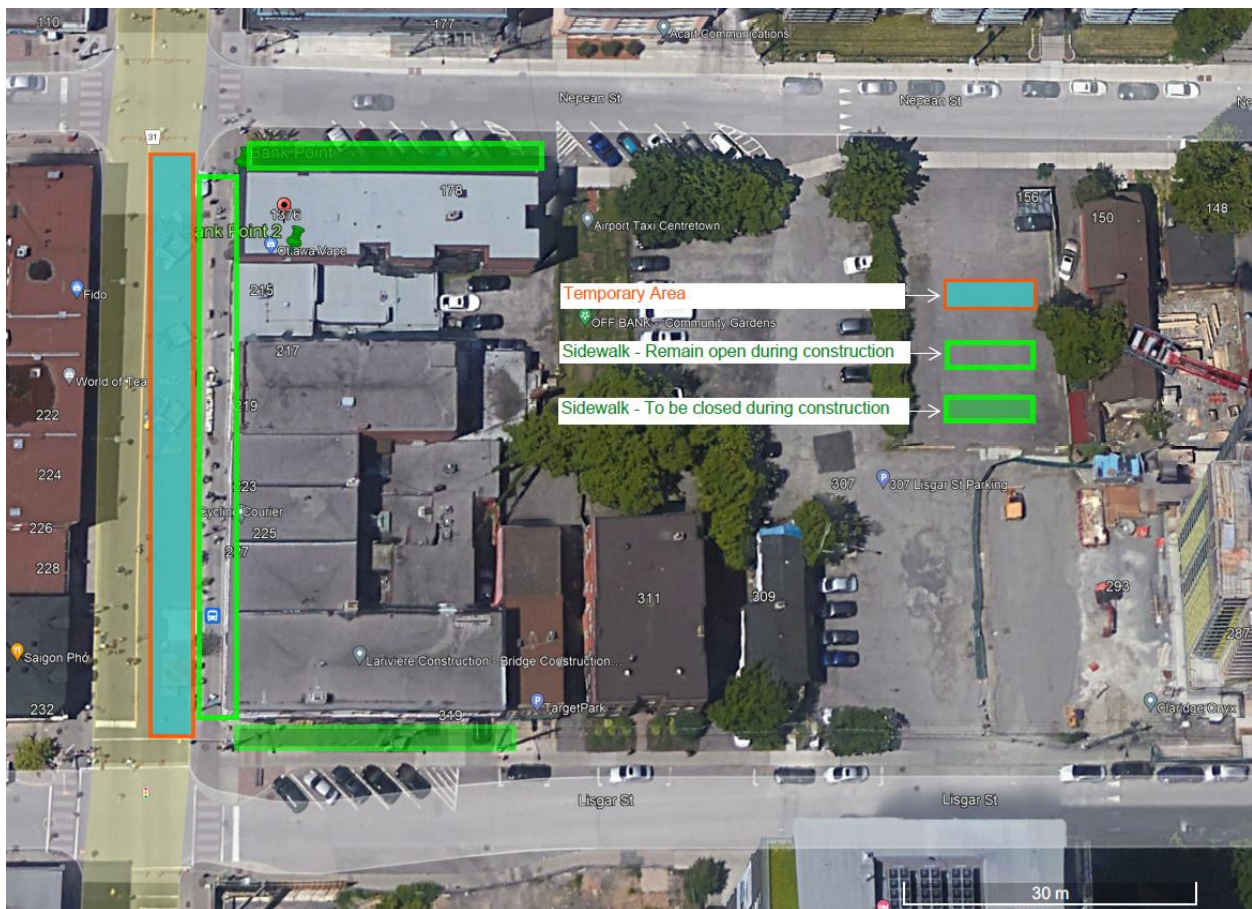 110
177
Acart Communications
Nepean St
Nepean St
31
Bank Point
178
156
150
148
1376
Bank Point 2
Ottawa Vape
Airport Taxi Centretown
Fido
215
Temporary Area
OFF BANK - Community Gardens
217
Sidewalk - Remain open during construction
World of Tea
219
222
Sidewalk - To be closed during construction
224
223
307
307 Lisgar St Parking
Cycling Courier
226
225
227
228
311
309
293
287
Saigon Phở
Lariviere Construction - Bridge Construction...
232
319
TargetPark
Claridge Onyx
Lisgar St
Lisgar St
30 m